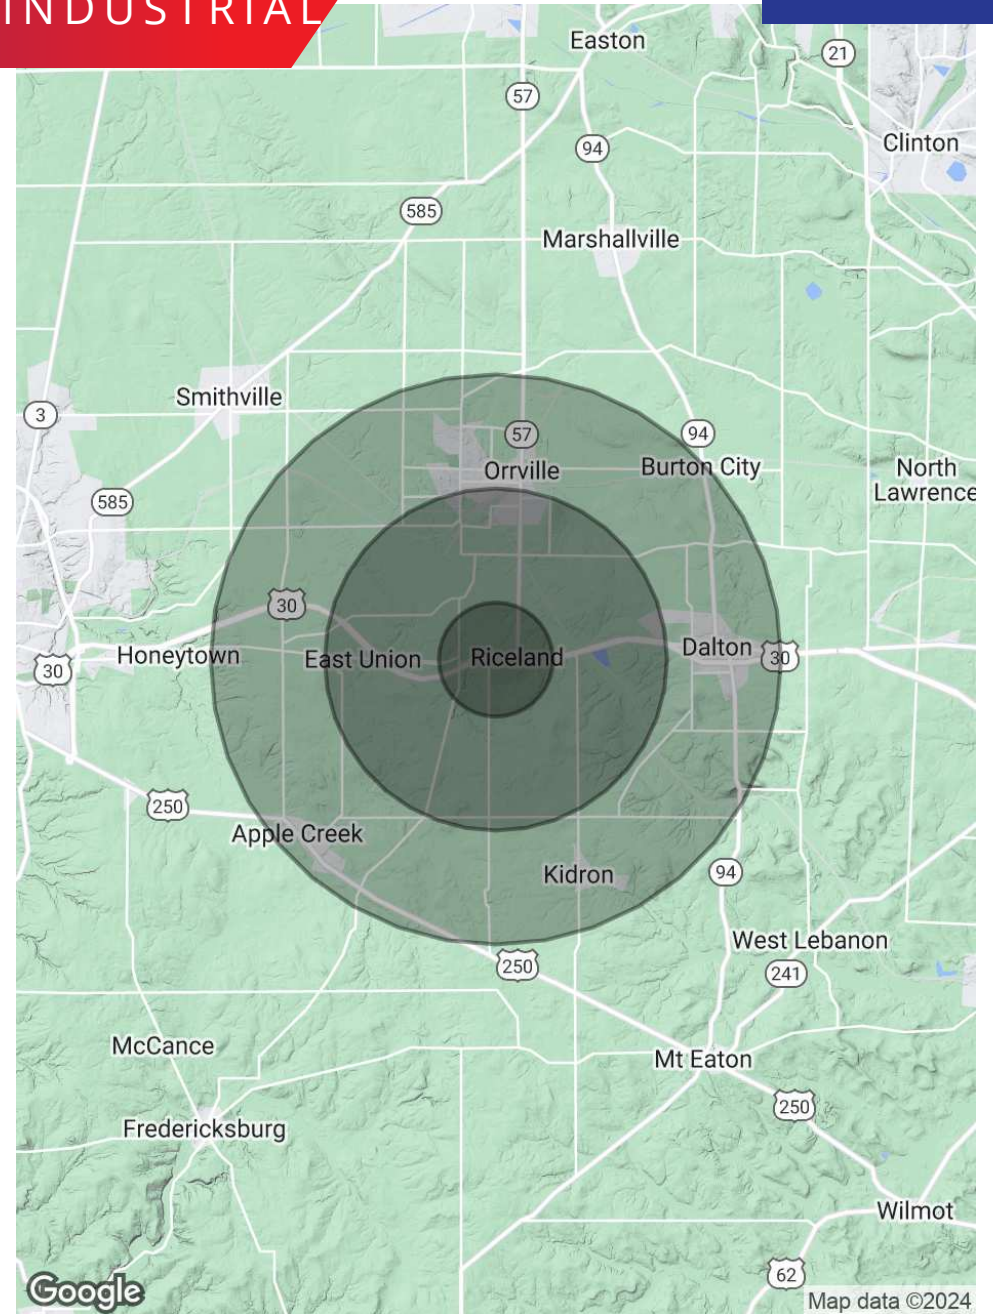 INDUSTRIAL
Easton
21
57
94
Clinton
585
Marshallville
Smithville
3
57
94
Orrville
Burton City
North
Lawrence
585
30
Honeytown
East Union
Riceland
Dalton
30
30
250
Apple Creek
Kidron
94
West Lebanon
250
241
McCance
Mt Eaton
250
Fredericksburg
Wilmot
62
Google
Map data ©2024